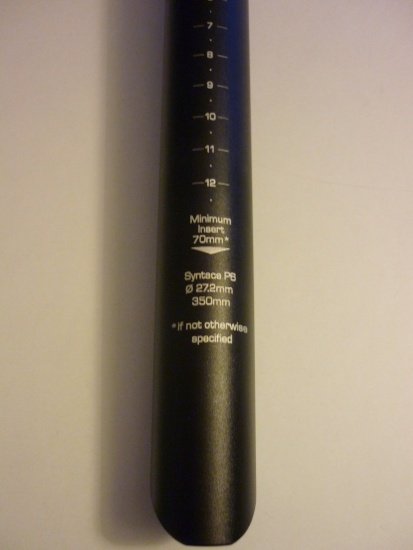 7
8
9
10
11
12
Minimum
Insert
70mm*
Syntace P6
Ø 27.2mm
350mm
*if not otherwise
specified